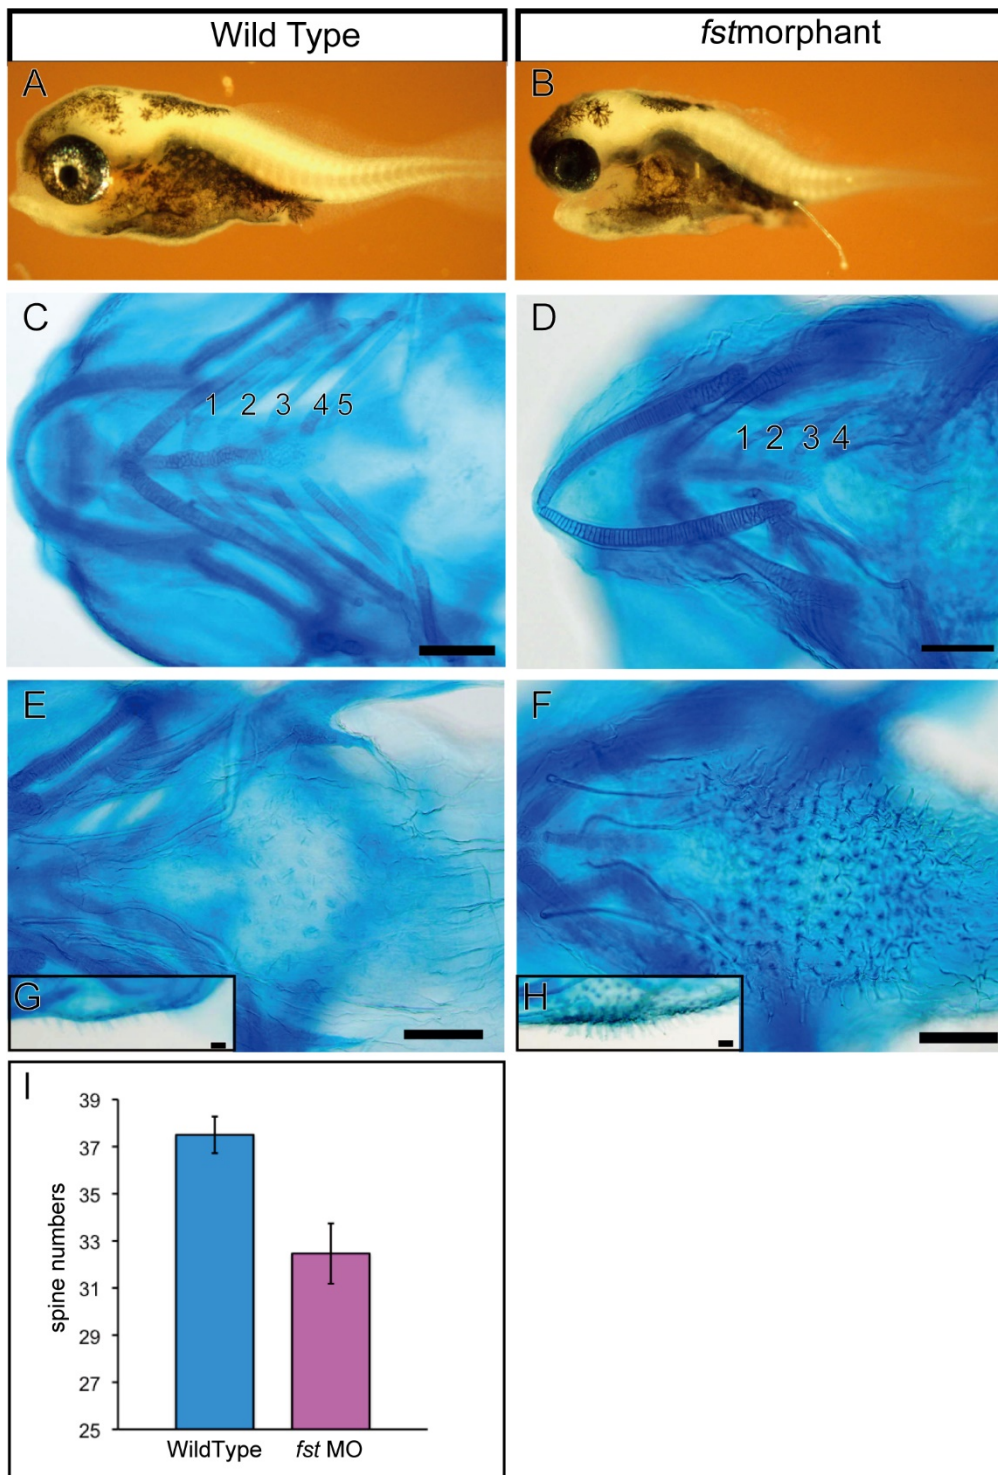 Wild Type
fstmorphant
A
B
C
1 2 3 4 5
D
1 2 3 4
E
F
G
H
I
spine numbers
39
37
35
33
31
29
27
25
WildType
fst MO